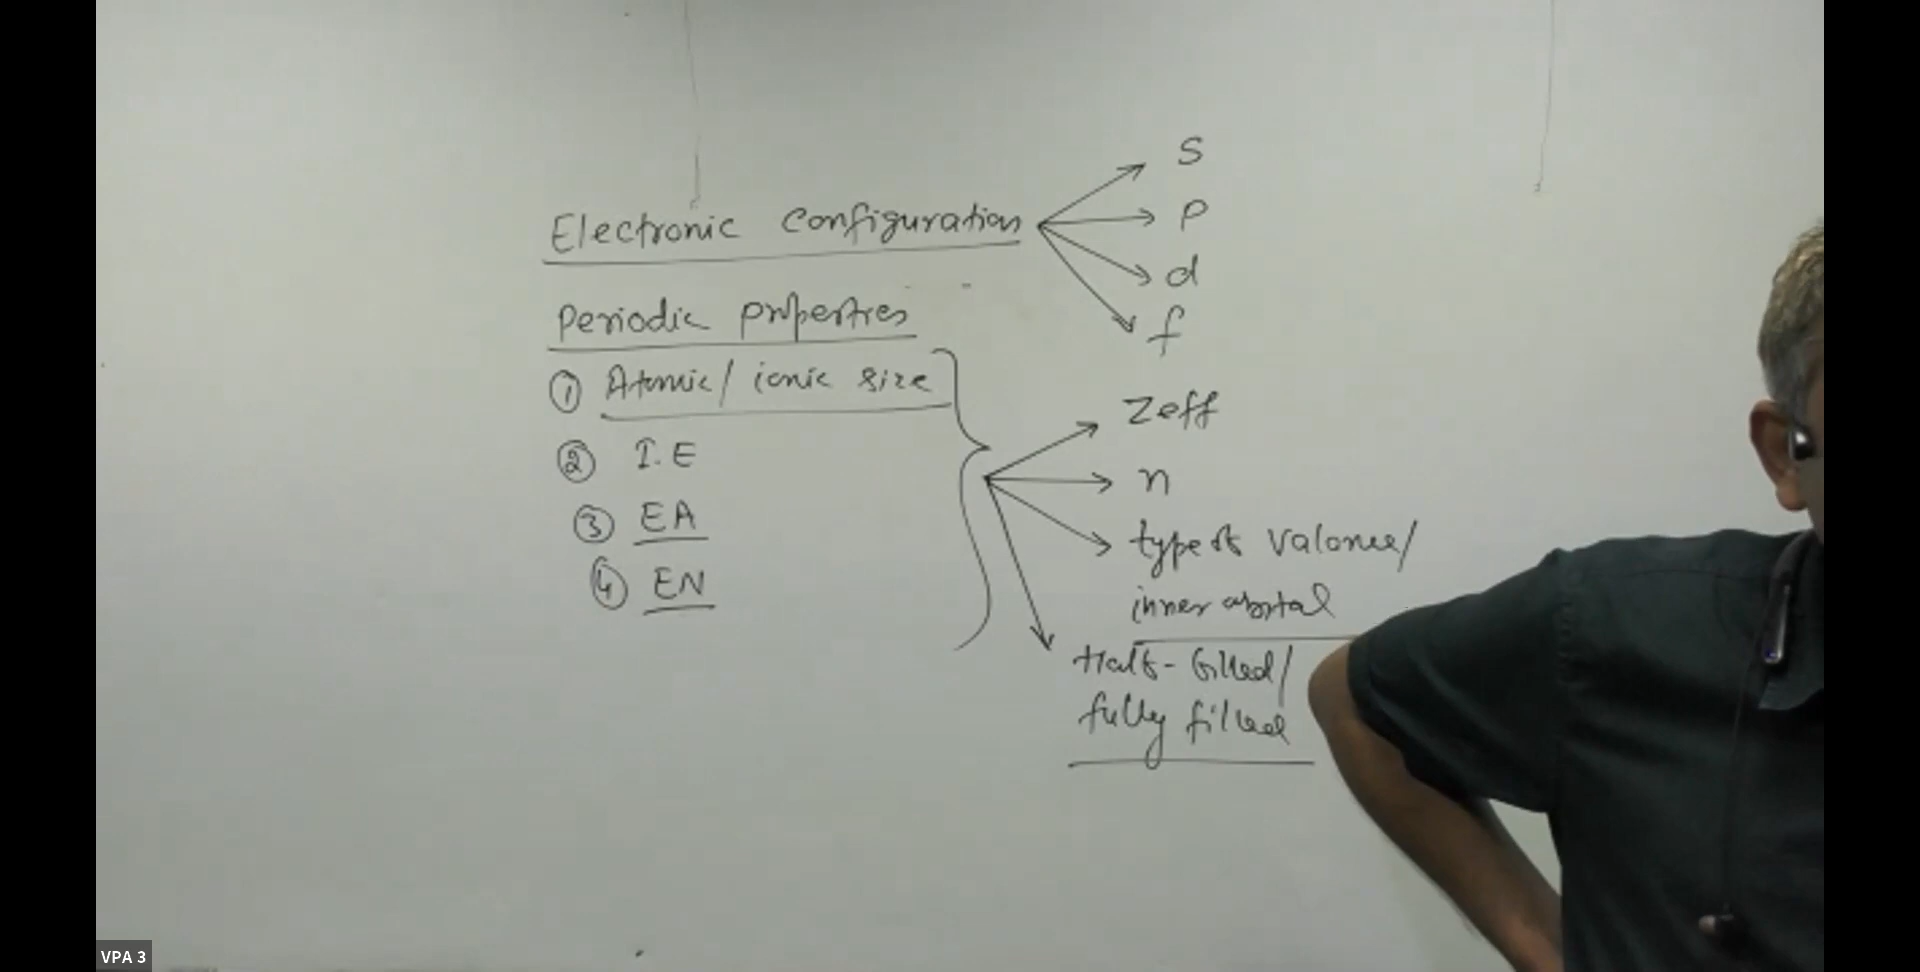 Electronic Configuration
S
P
d
f
Periodic properties
① Atomic/ ionic size
② I.E
③ EA
④ EN
Zeff
n
type of valance/
inner orbital
Half-filled/
fully filled
VPA 3